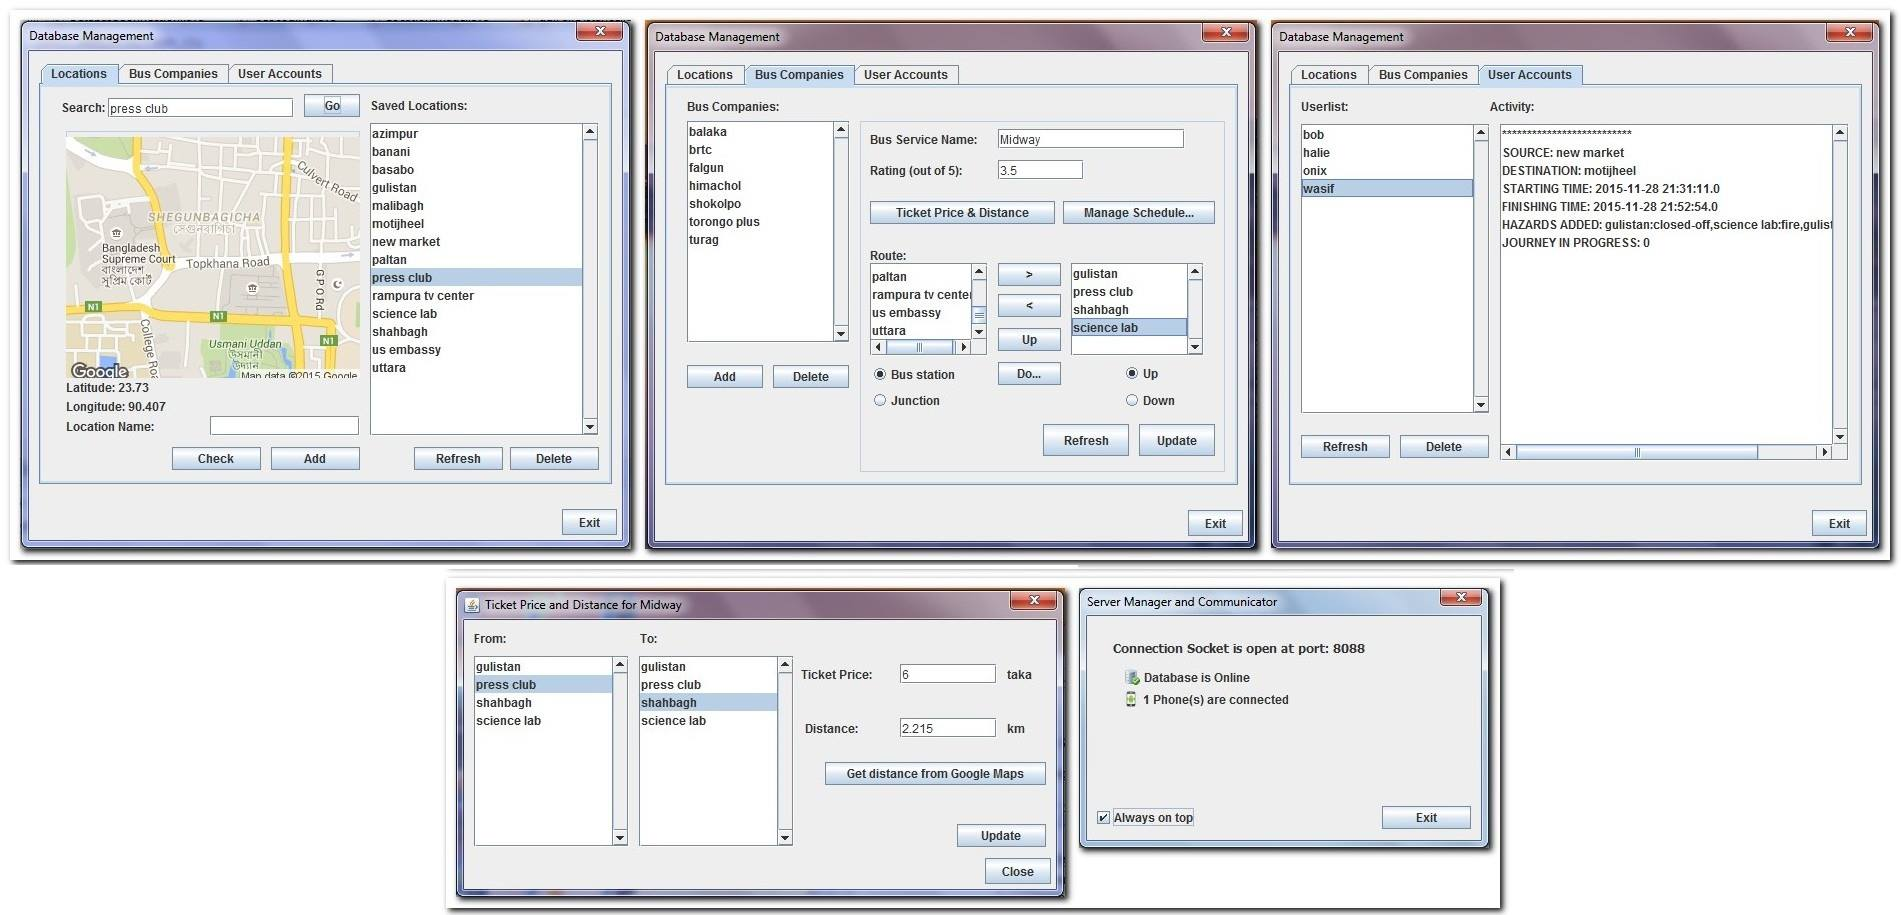 Database Management
Locations
Bus Companies
User Accounts
Search:
press club
Go
Saved Locations:
Culvert Road
SHEGUNBAGICHA
সেগুনবাগিচা
Bangladesh
Supreme Court
বাংলাদেশ
সুপ্রিম কোর্ট
Topkhana Road
G P O Rd
N1
N1
N1
College Road
Usmani Uddan
উসমানী
উদ্যান
Google
Map data ©2015 Google
Latitude: 23.73
Longitude: 90.407
Location Name:
azimpur
banani
basabo
gulistan
malibagh
motijheel
new market
paltan
press club
rampura tv center
science lab
shahbagh
us embassy
uttara
Check
Add
Refresh
Delete
Exit
Database Management
Locations
Bus Companies
User Accounts
Bus Companies:
balaka
brtc
falgun
himachol
shokolpo
torongo plus
turag
Add
Delete
Bus Service Name:
Midway
Rating (out of 5):
3.5
Ticket Price & Distance
Manage Schedule...
Route:
paltan
rampura tv center
us embassy
uttara
>
<
Up
Do...
gulistan
press club
shahbagh
science lab
Bus station
Junction
Up
Down
Refresh
Update
Exit
Database Management
Locations
Bus Companies
User Accounts
Userlist:
bob
halie
onix
wasif
Refresh
Delete
Activity:
**************************
SOURCE: new market
DESTINATION: motijheel
STARTING TIME: 2015-11-28 21:31:11.0
FINISHING TIME: 2015-11-28 21:52:54.0
HAZARDS ADDED: gulistan:closed-off,science lab:fire,gulist
JOURNEY IN PROGRESS: 0
Exit
Ticket Price and Distance for Midway
From:
gulistan
press club
shahbagh
science lab
To:
gulistan
press club
shahbagh
science lab
Ticket Price:
6
taka
Distance:
2.215
km
Get distance from Google Maps
Update
Close
Server Manager and Communicator
Connection Socket is open at port: 8088
Database is Online
1 Phone(s) are connected
Always on top
Exit